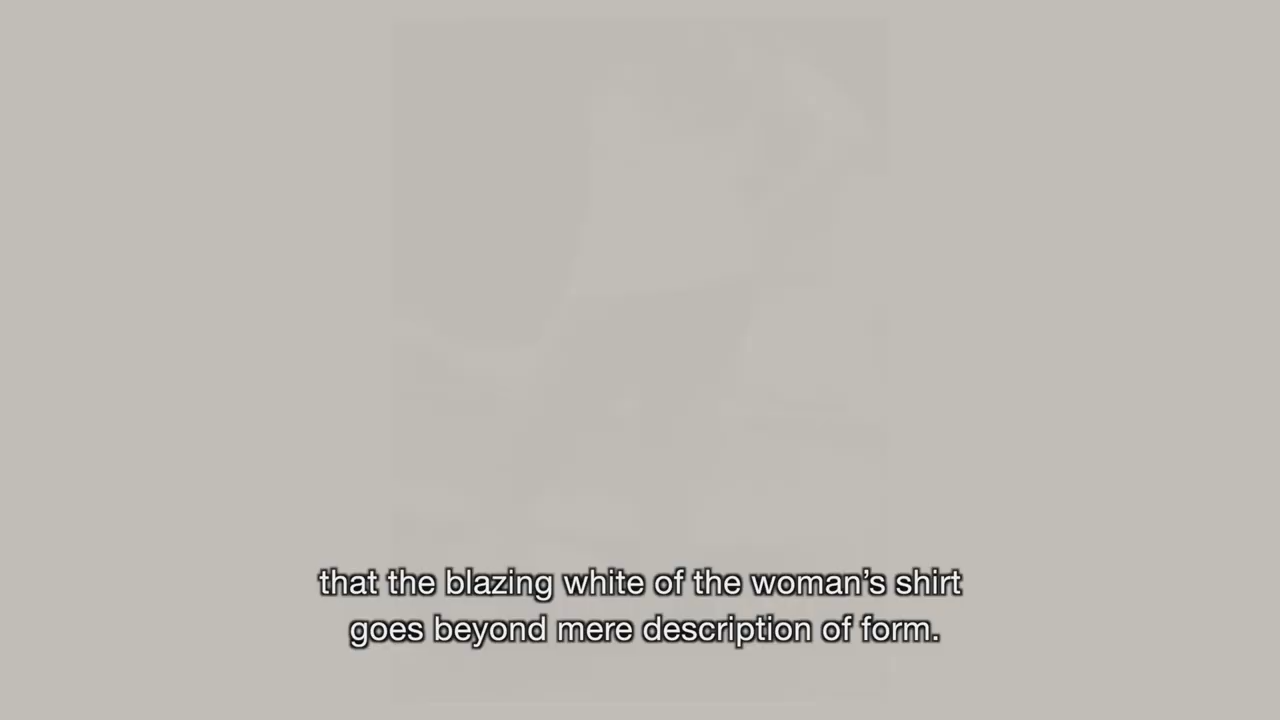 that the blazing white of the woman’s shirt
goes beyond mere description of form.